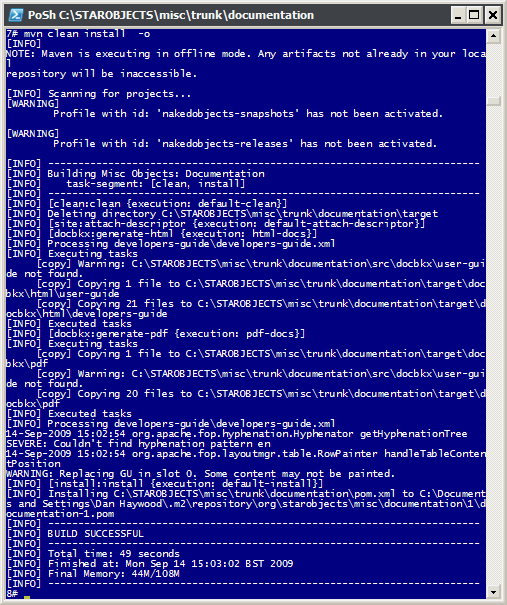 PoSh C:\STAROBJECTS\misc\trunk\documentation
7# mvn clean install  -o
[INFO]
NOTE: Maven is executing in offline mode. Any artifacts not already in your loca
l
repository will be inaccessible.

[INFO] Scanning for projects...
[WARNING]
        Profile with id: 'nakedobjects-snapshots' has not been activated.

[WARNING]
        Profile with id: 'nakedobjects-releases' has not been activated.

[INFO] ------------------------------------------------------------------------
[INFO] Building Misc Objects: Documentation
[INFO]    task-segment: [clean, install]
[INFO] ------------------------------------------------------------------------
[INFO] [clean:clean {execution: default-clean}]
[INFO] Deleting directory C:\STAROBJECTS\misc\trunk\documentation\target
[INFO] [site:attach-descriptor {execution: default-attach-descriptor}]
[INFO] [docbkx:generate-html {execution: html-docs}]
[INFO] Processing developers-guide\developers-guide.xml
[INFO] Executing tasks
     [copy] Warning: C:\STAROBJECTS\misc\trunk\documentation\src\docbkx\user-gui
de not found.
     [copy] Copying 1 file to C:\STAROBJECTS\misc\trunk\documentation\target\doc
bkx\html\user-guide
     [copy] Copying 21 files to C:\STAROBJECTS\misc\trunk\documentation\target\d
ocbkx\html\developers-guide
[INFO] Executed tasks
[INFO] [docbkx:generate-pdf {execution: pdf-docs}]
[INFO] Executing tasks
     [copy] Copying 1 file to C:\STAROBJECTS\misc\trunk\documentation\target\doc
bkx\pdf
     [copy] Warning: C:\STAROBJECTS\misc\trunk\documentation\src\docbkx\user-gui
de not found.
     [copy] Copying 20 files to C:\STAROBJECTS\misc\trunk\documentation\target\d
ocbkx\pdf
[INFO] Executed tasks
[INFO] Processing developers-guide\developers-guide.xml
14-Sep-2009 15:02:54 org.apache.fop.hyphenation.Hyphenator getHyphenationTree
SEVERE: Couldn't find hyphenation pattern en
14-Sep-2009 15:02:54 org.apache.fop.layoutmgr.table.RowPainter handleTableConten
tPosition
WARNING: Replacing GU in slot 0. Some content may not be painted.
[INFO] [install:install {execution: default-install}]
[INFO] Installing C:\STAROBJECTS\misc\trunk\documentation\pom.xml to C:\Document
s and Settings\Dan Haywood\.m2\repository\org\starobjects\misc\documentation\1\d
ocumentation-1.pom
[INFO] ------------------------------------------------------------------------
[INFO] BUILD SUCCESSFUL
[INFO] ------------------------------------------------------------------------
[INFO] Total time: 49 seconds
[INFO] Finished at: Mon Sep 14 15:03:02 BST 2009
[INFO] Final Memory: 44M/108M
[INFO] ------------------------------------------------------------------------
8#